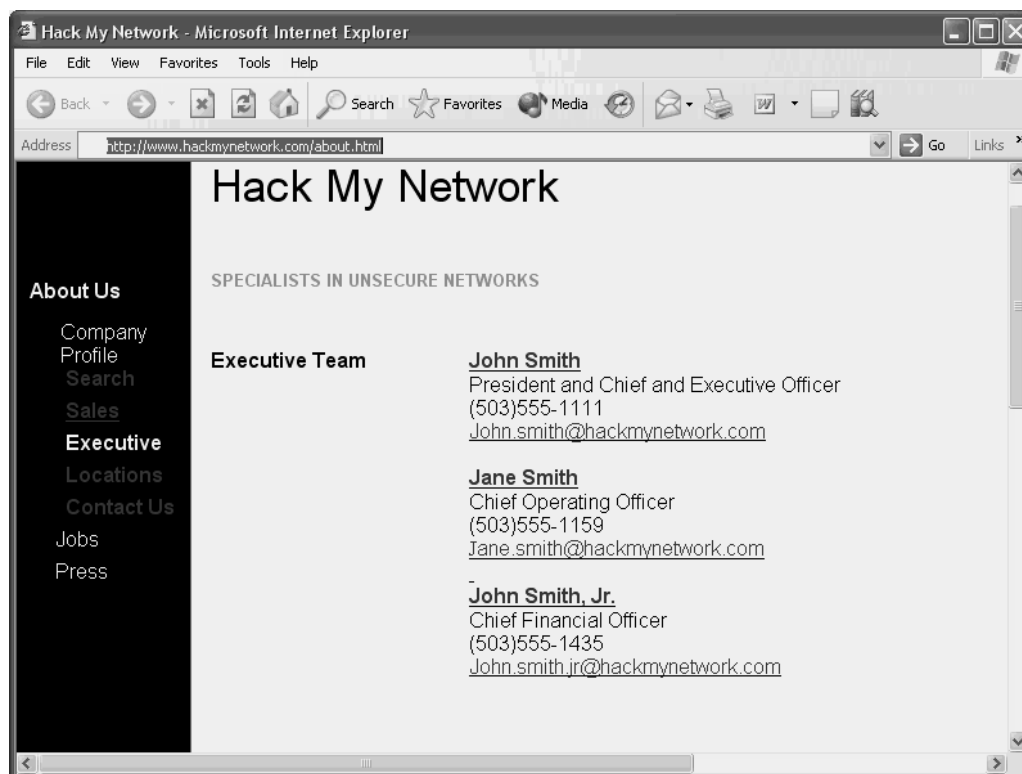 Hack My Network - Microsoft Internet Explorer
File Edit View Favorites Tools Help
Back Search Favorites Media
Address http://www.hackmynetwork.com/about.html Go Links
Hack My Network
SPECIALISTS IN UNSECURE NETWORKS
About Us
Company
Profile
Search
Sales
Executive
Locations
Contact Us
Jobs
Press
Executive Team
John Smith
President and Chief and Executive Officer
(503)555-1111
John.smith@hackmynetwork.com
Jane Smith
Chief Operating Officer
(503)555-1159
Jane.smith@hackmynetwork.com
John Smith, Jr.
Chief Financial Officer
(503)555-1435
John.smith.jr@hackmynetwork.com